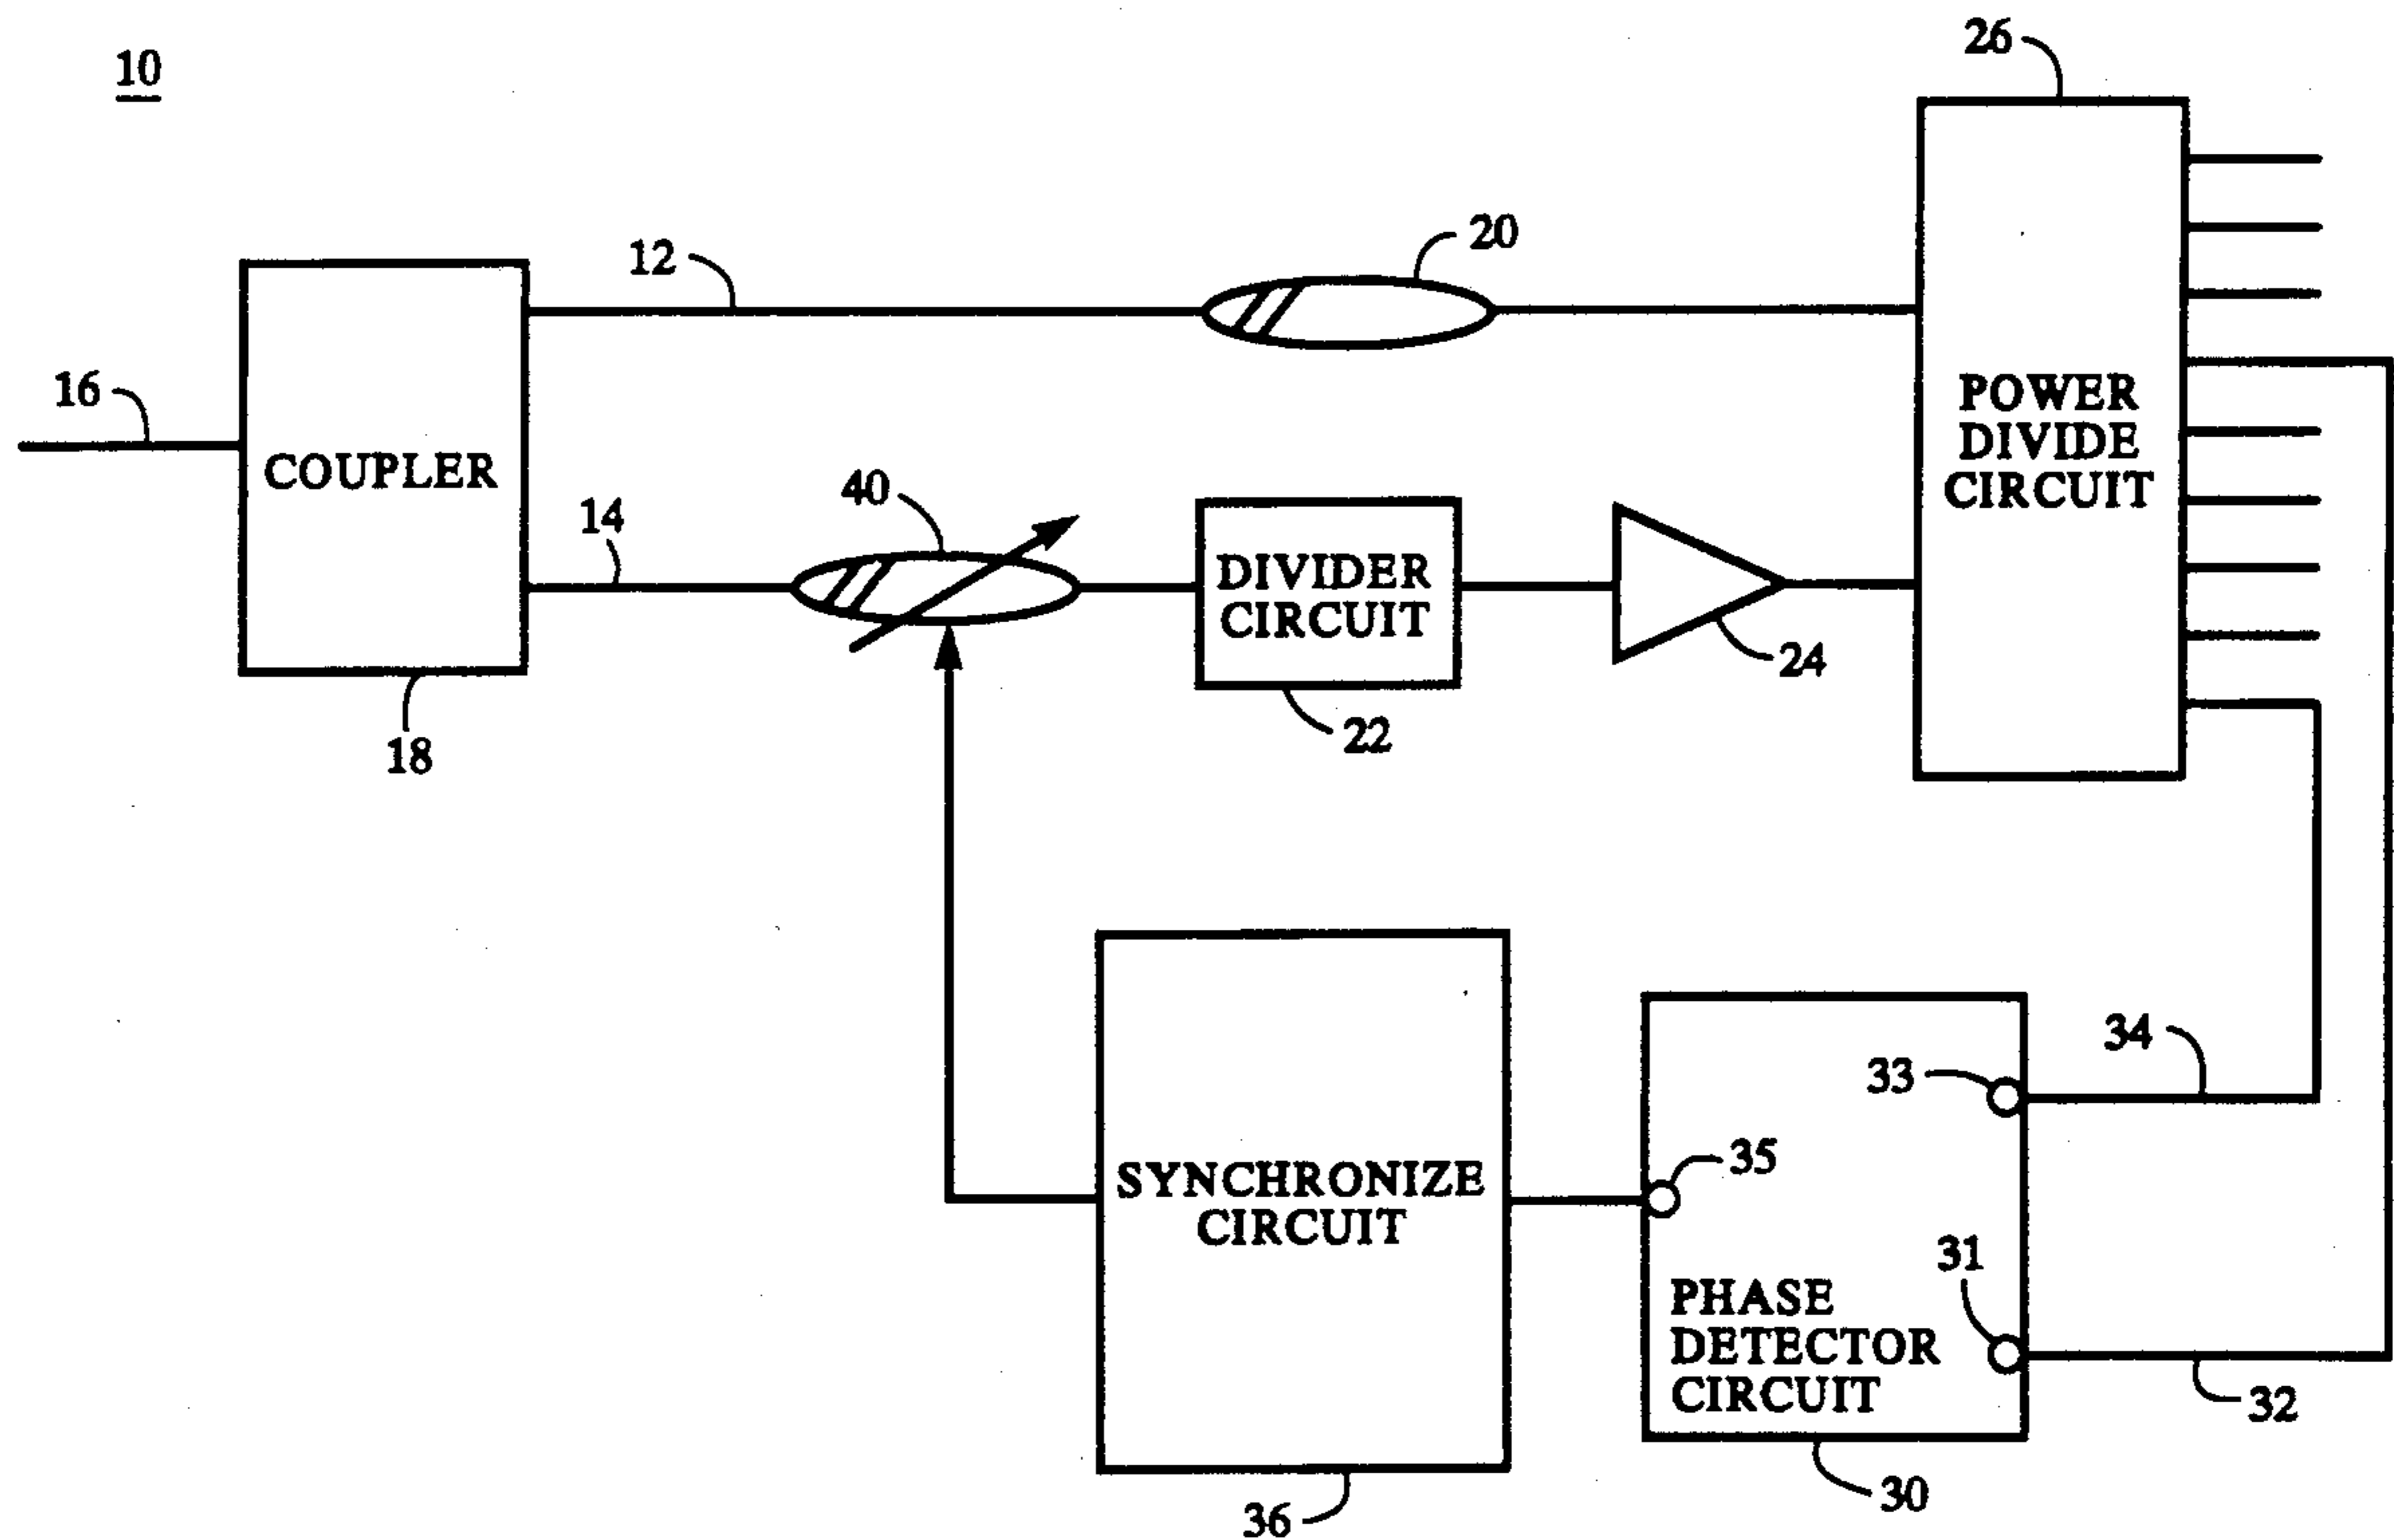 10
26
20
12
16
POWER
DIVIDE
CIRCUIT
COUPLER
40
14
DIVIDER
CIRCUIT
24
22
18
34
33
35
SYNCHRONIZE
CIRCUIT
31
PHASE
DETECTOR
CIRCUIT
32
30
36